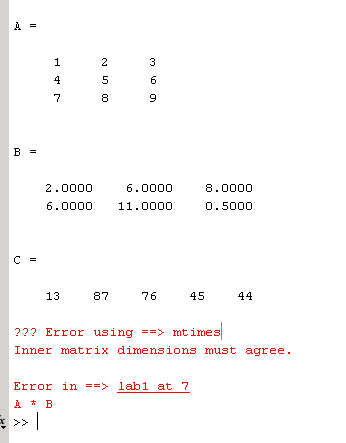 A =
1 2 3
4 5 6
7 8 9
B =
2.0000 6.0000 8.0000
6.0000 11.0000 0.5000
C =
13 87 76 45 44
??? Error using ==> mtimes
Inner matrix dimensions must agree.
Error in ==> lab1 at 7
A * B
>>